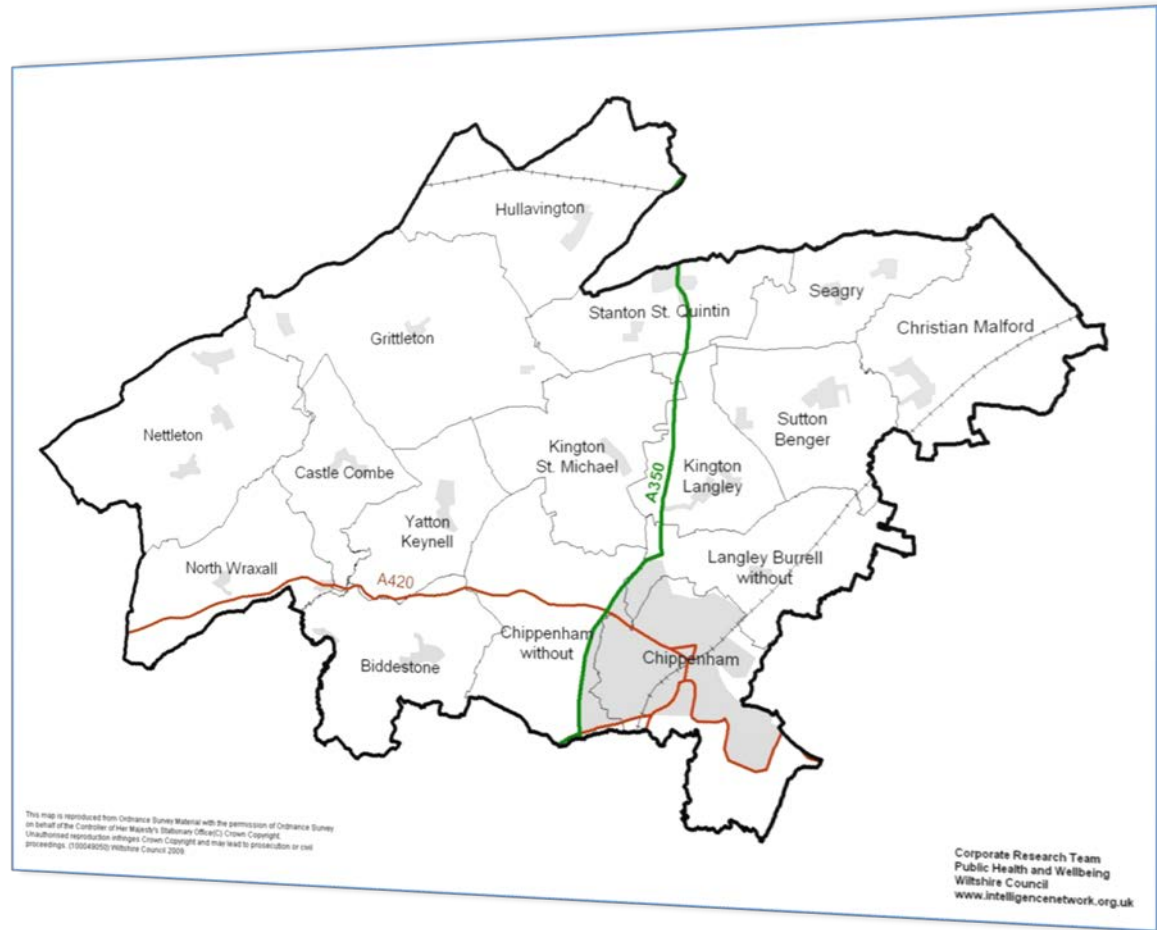 Hullavington
Stanton St. Quintin
Seagry
Christian Malford
Grittleton
Nettleton
Castle Combe
Kington
St. Michael
Kington
Langley
Sutton
Benger
A350
Yatton
Keynell
North Wraxall
A420
Langley Burrell
without
Chippenham
without
Chippenham
Biddestone
This map is reproduced from Ordnance Survey Material with the permission of Ordnance Survey
on behalf of the Controller of Her Majesty's Stationary Office(C) Crown Copyright.
Unauthorised reproduction infringes Crown Copyright and may lead to prosecution or civil
proceedings. (100049050) Wiltshire Council 2009
Corporate Research Team
Public Health and Wellbeing
Wiltshire Council
www.intelligencenetwork.org.uk